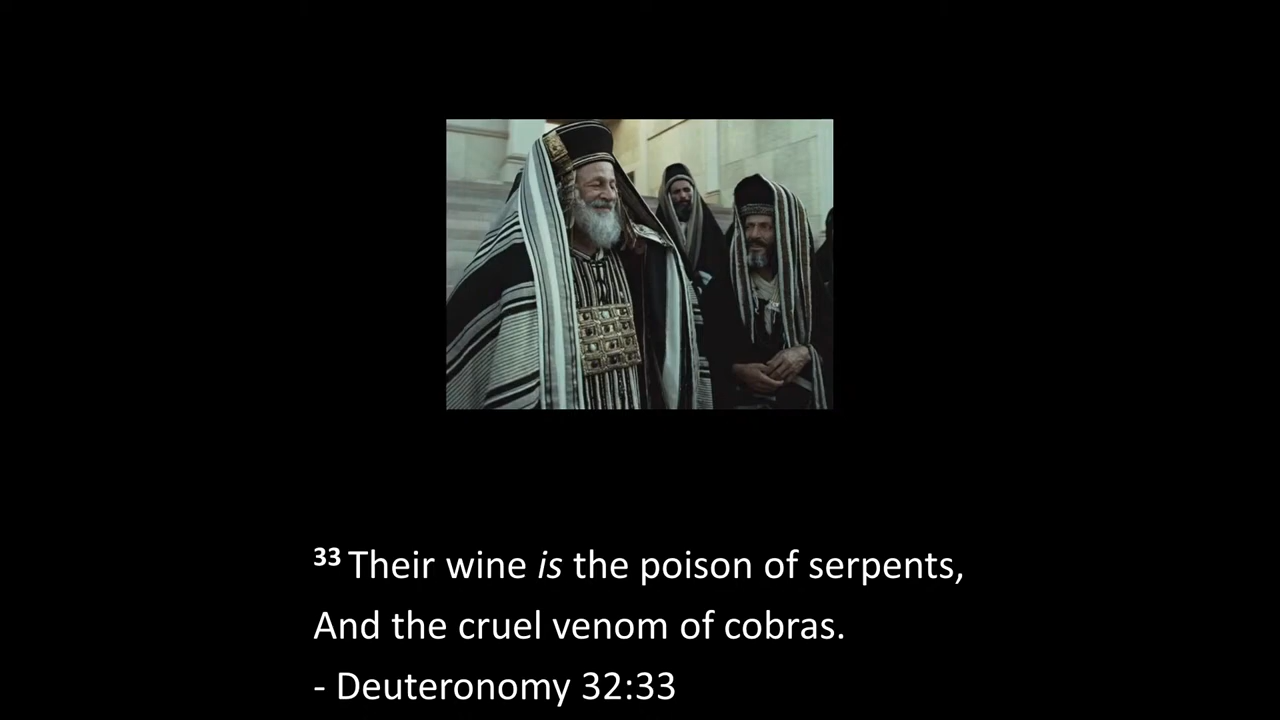 33 Their wine is the poison of serpents,
And the cruel venom of cobras.
- Deuteronomy 32:33